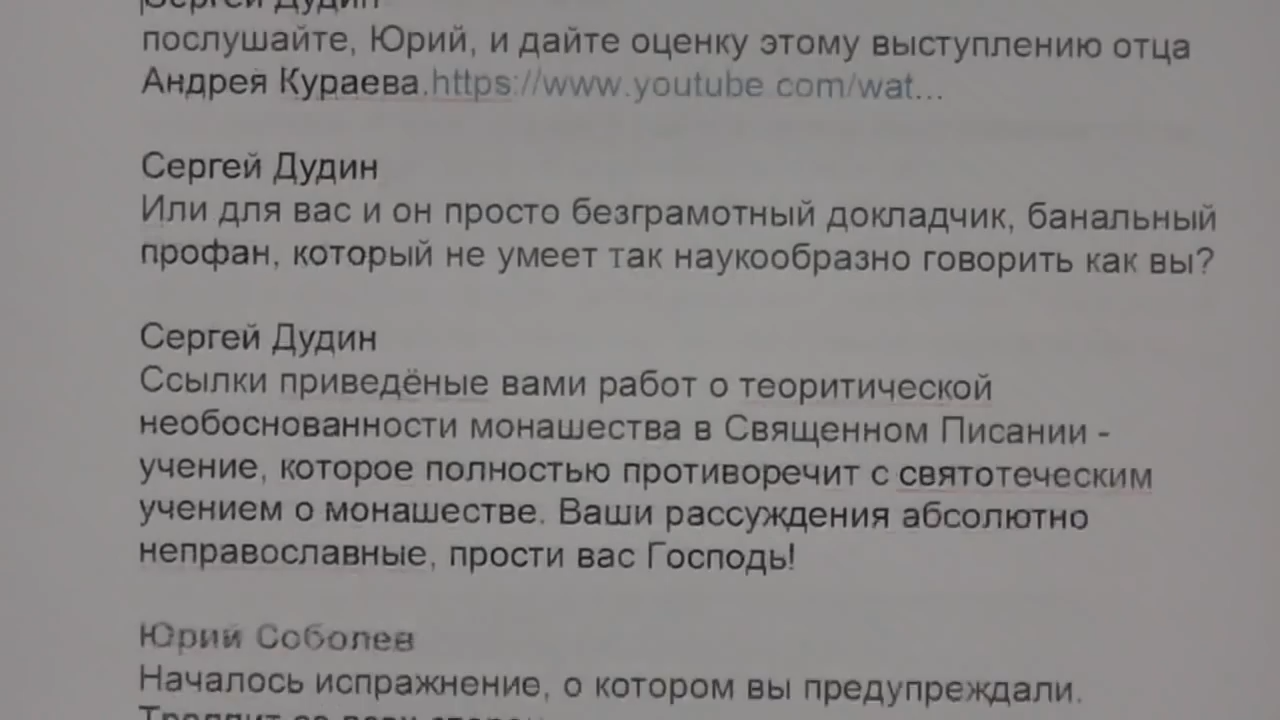 Сергей Дудин
послушайте, Юрий, и дайте оценку этому выступлению отца
Андрея Кураева.https://www.youtube.com/wat...
Сергей Дудин
Или для вас и он просто безграмотный докладчик, банальный
профан, который не умеет так наукообразно говорить как вы?
Сергей Дудин
Ссылки приведёные вами работ о теоритической
необоснованности монашества в Священном Писании -
учение, которое полностью противоречит с святотеческим
учением о монашестве. Ваши рассуждения абсолютно
неправославные, прости вас Господь!
Юрий Соболев
Началось испражнение, о котором вы предупреждали.